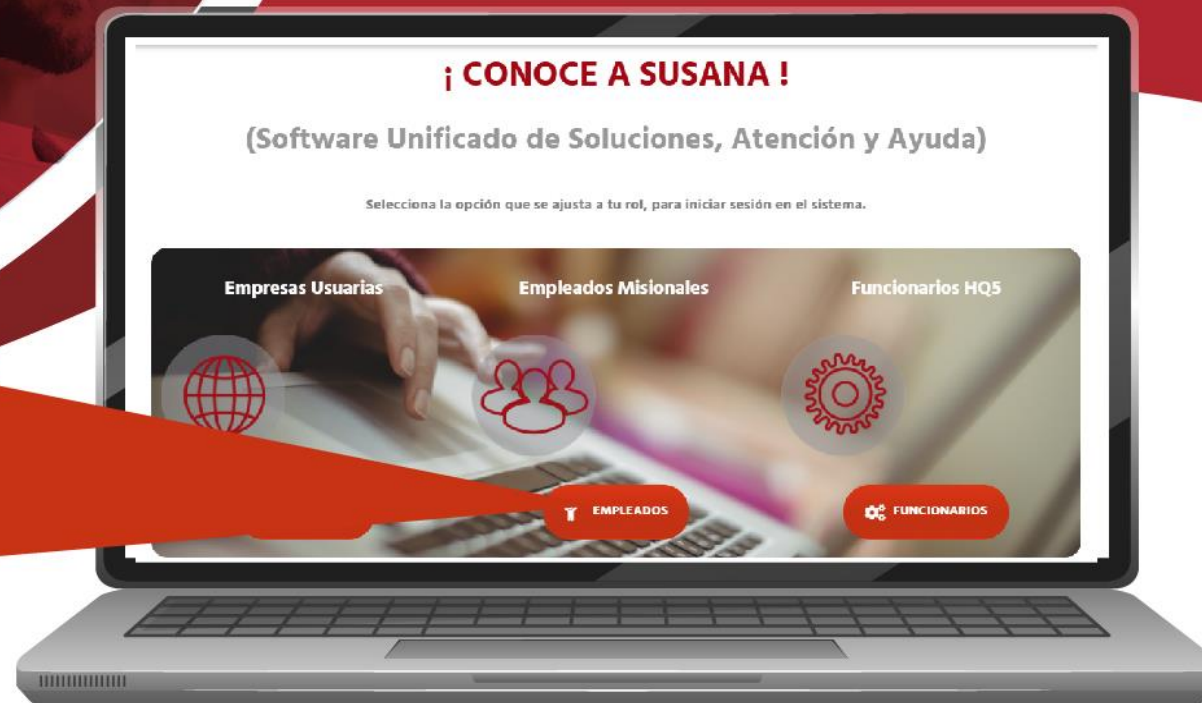 ¡ CONOCE A SUSANA !
(Software Unificado de Soluciones, Atención y Ayuda)
Selecciona la opción que se ajusta a tu rol, para iniciar sesión en el sistema.
Empresas Usuarias
Empleados Misionales
Funcionarios HQ5
EMPLEADOS
FUNCIONARIOS